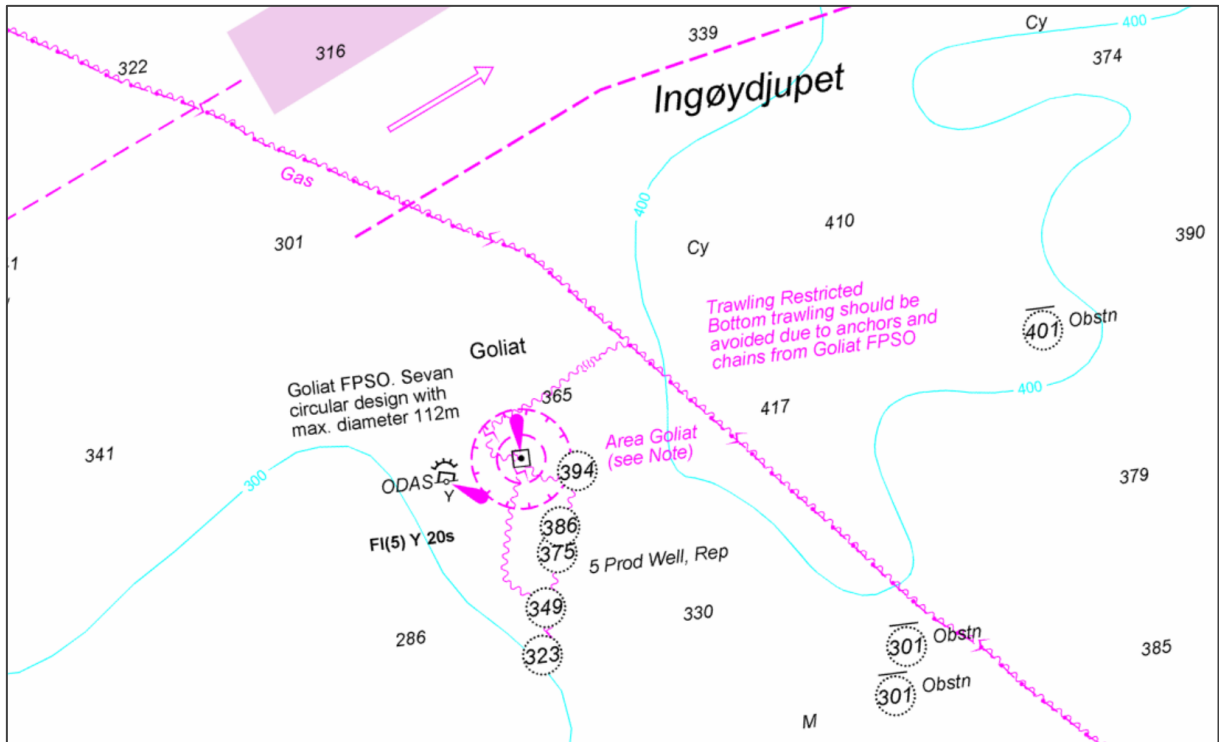 Cy
400
339
316
322
374
Ingøydjupet
Gas
400
410
390
301
Cy
Trawling Restricted
Bottom trawling should be
avoided due to anchors and
chains from Goliat FPSO
401 Obstn
Goliat
Goliat FPSO. Sevan
circular design with
max. diameter 112m
365
400
417
Area Goliat
(see Note)
341
394
300
ODAS
Y
379
Fl(5) Y 20s
386
375
5 Prod Well, Rep
349
330
286
323
301 Obstn
385
301 Obstn
M